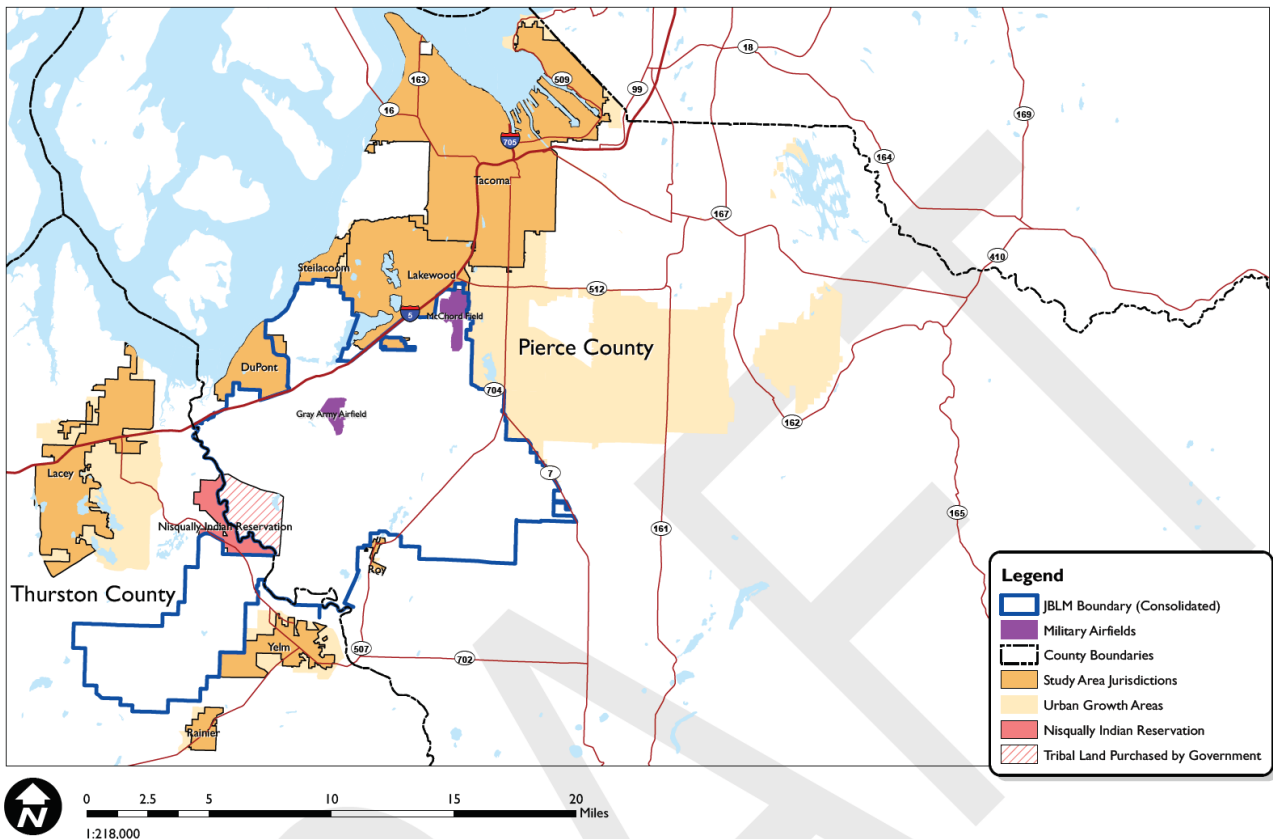 18
163
509
99
16
169
705
164
Tacoma
167
410
Steilacoom
Lakewood
512
5
McChord Field
Pierce County
DuPont
704
Gray Army Airfield
162
Lacey
7
Nisqually Indian Reservation
161
165
Roy
Thurston County
Yelm
507
702
Rainier
Legend
JBLM Boundary (Consolidated)
Military Airfields
County Boundaries
Study Area Jurisdictions
Urban Growth Areas
Nisqually Indian Reservation
Tribal Land Purchased by Government
N
0 2.5 5 10 15 20
Miles
1:218,000
DRAFT